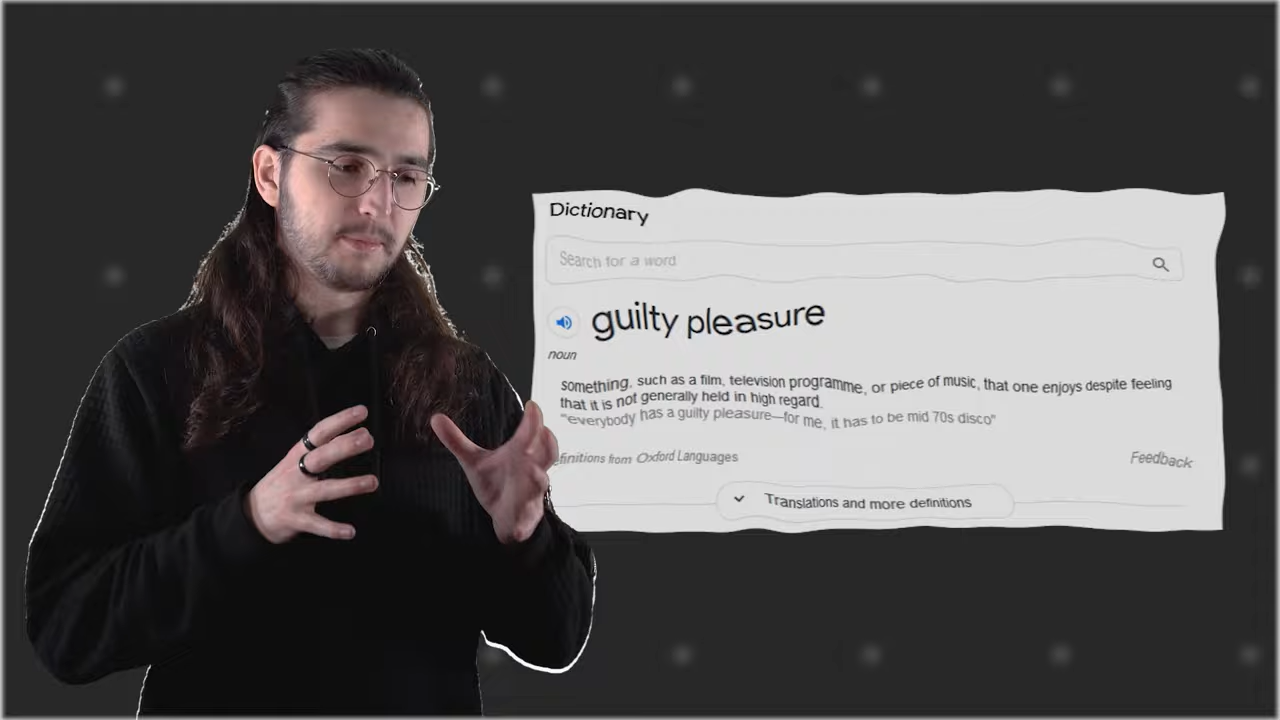 Dictionary
Search for a word
guilty pleasure
noun
something, such as a film, television programme, or piece of music, that one enjoys despite feeling
that it is not generally held in high regard.
"everybody has a guilty pleasure—for me, it has to be mid 70s disco"
efinitions from Oxford Languages
Feedback
Translations and more definitions